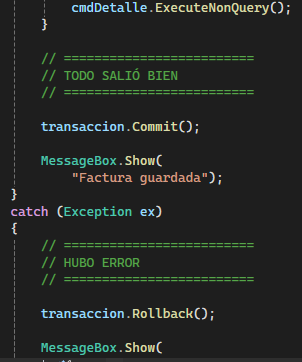 cmdDetalle.ExecuteNonQuery();
}
// =========================
// TODO SALIÓ BIEN
// =========================
transaccion.Commit();
MessageBox.Show(
"Factura guardada");
}
catch (Exception ex)
{
// =========================
// HUBO ERROR
// =========================
transaccion.Rollback();
MessageBox.Show(